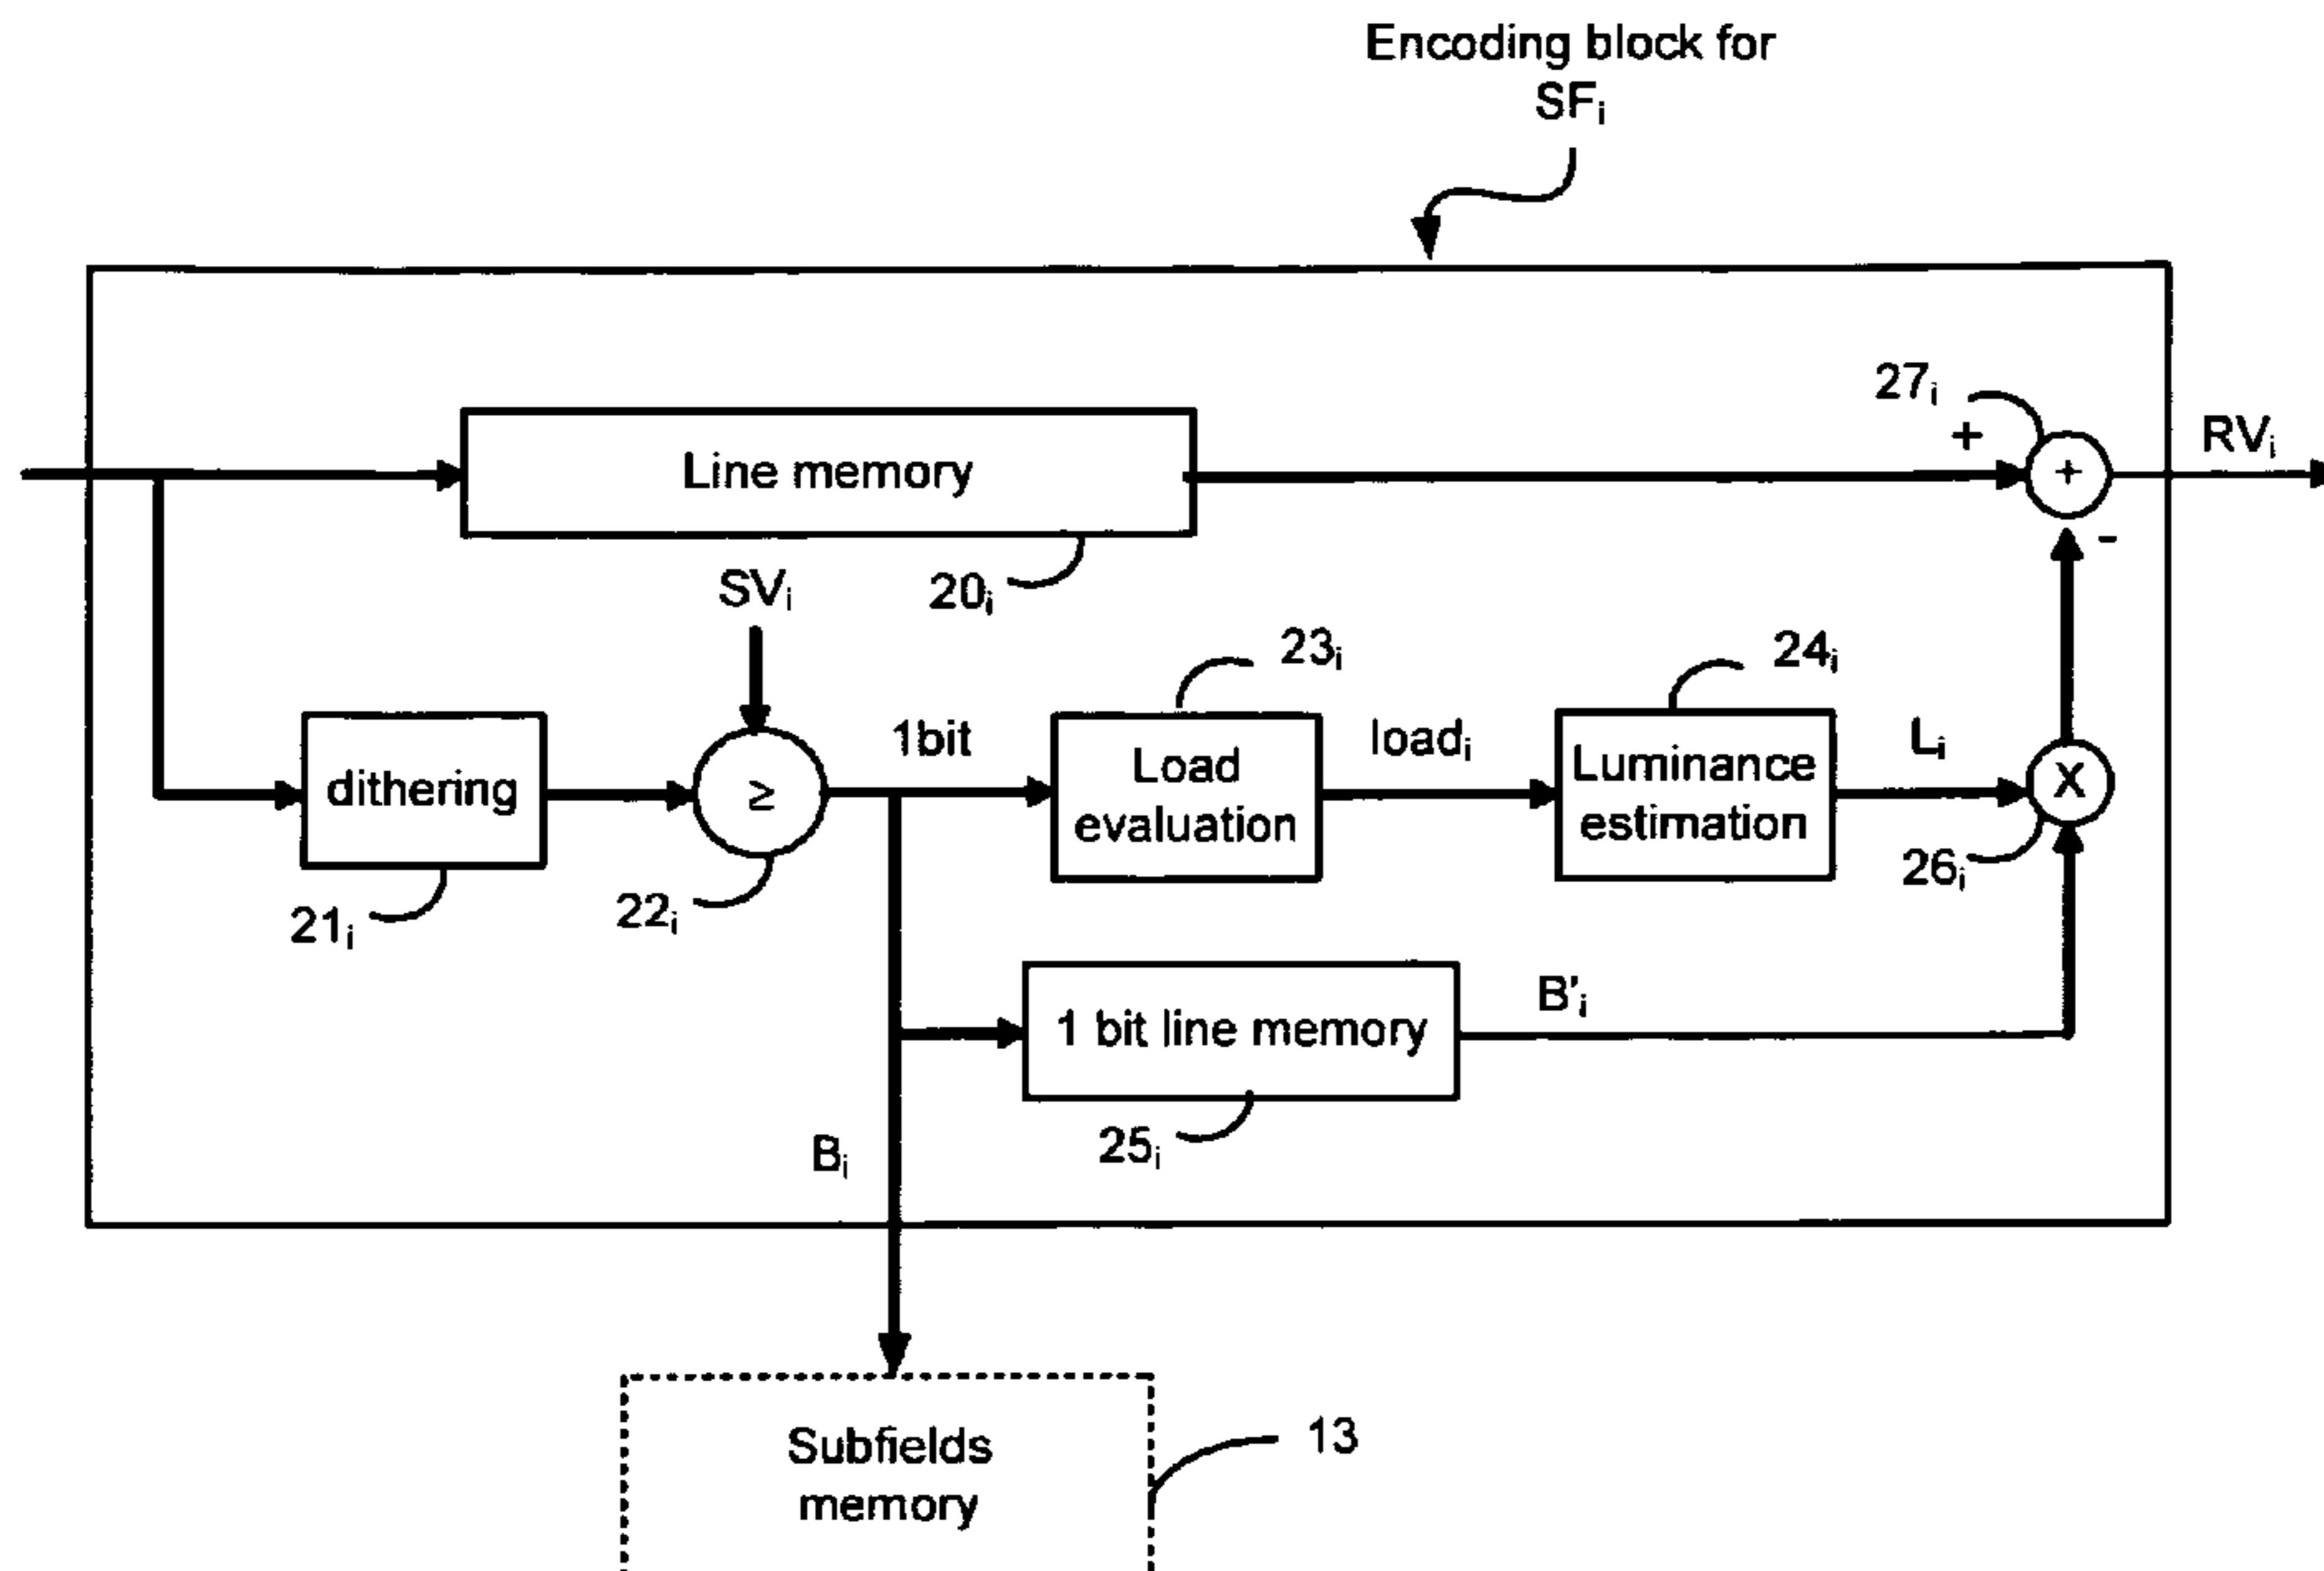 Encoding block for
SFi
27i
+
+
RVi
Line memory
-
SVi
20i
23i
24i
1bit
loadi
Li
dithering
≥
Load
evaluation
Luminance
estimation
X
21i
22i
26i
B'i
1 bit line memory
Bi
25i
Subfields
memory
13